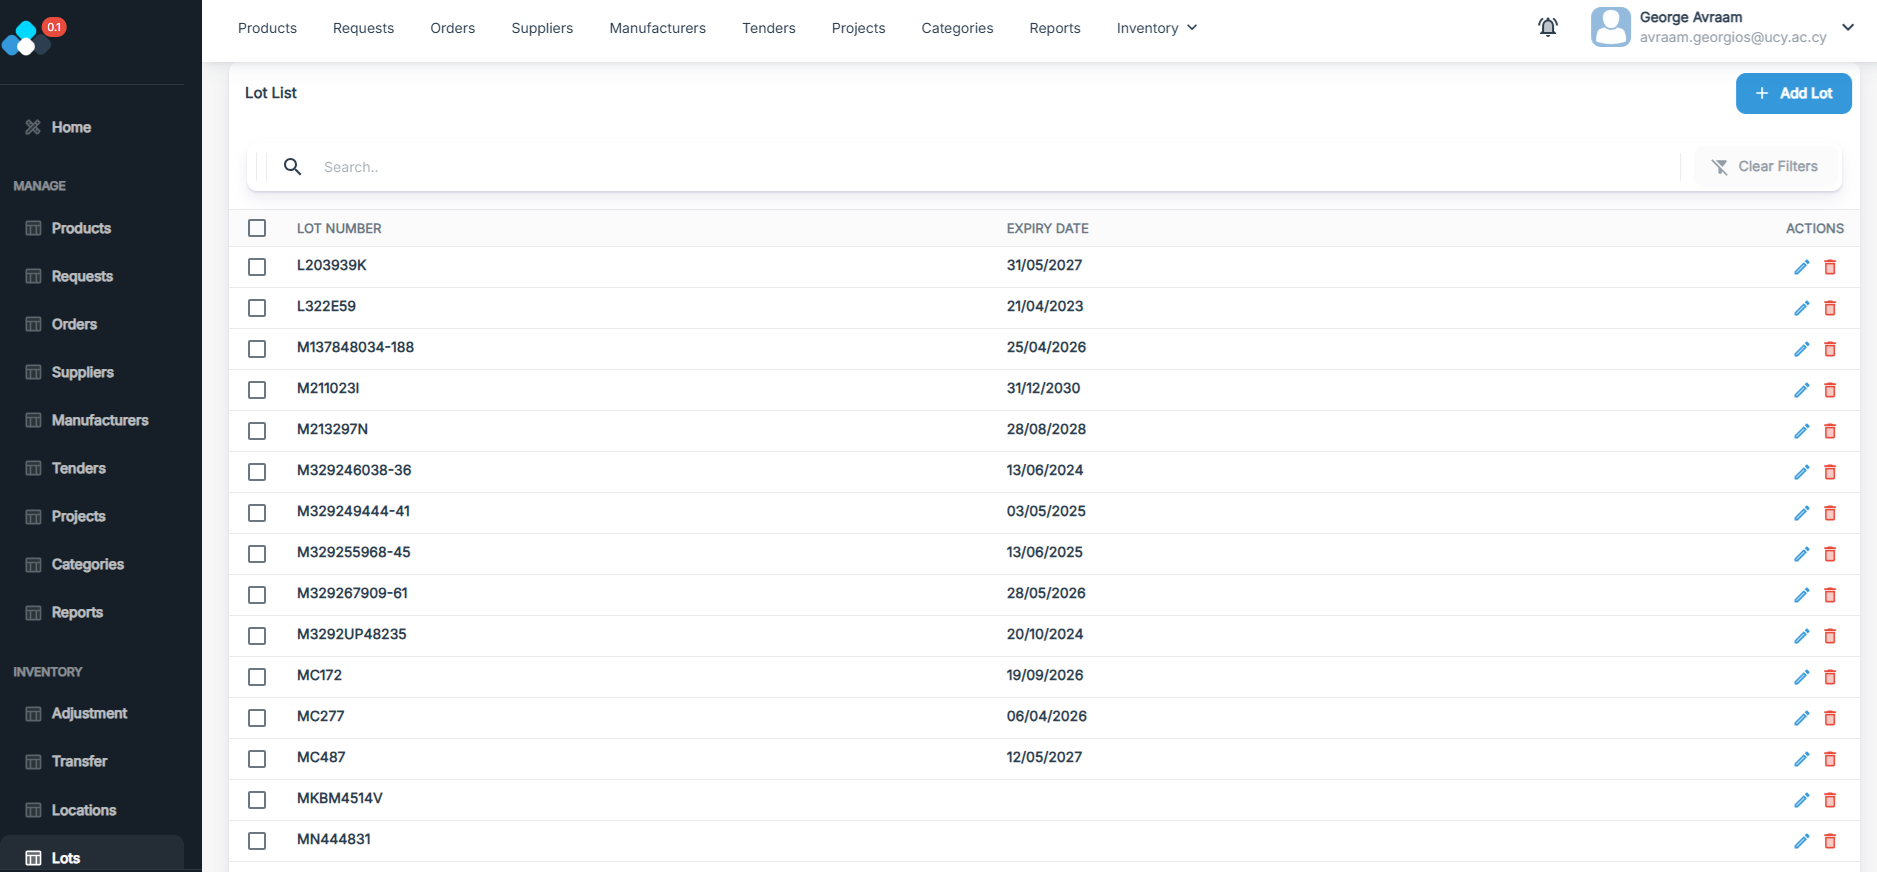 0.1
Products Requests Orders Suppliers Manufacturers Tenders Projects Categories Reports Inventory
George Avraam
avraam.georgios@ucy.ac.cy
Home
MANAGE
Products
Requests
Orders
Suppliers
Manufacturers
Tenders
Projects
Categories
Reports
INVENTORY
Adjustment
Transfer
Locations
Lots
Lot List
+ Add Lot
Search..
Clear Filters
LOT NUMBER EXPIRY DATE ACTIONS
L203939K 31/05/2027
L322E59 21/04/2023
M137848034-188 25/04/2026
M211023I 31/12/2030
M213297N 28/08/2028
M329246038-36 13/06/2024
M329249444-41 03/05/2025
M329255968-45 13/06/2025
M329267909-61 28/05/2026
M3292UP48235 20/10/2024
MC172 19/09/2026
MC277 06/04/2026
MC487 12/05/2027
MKBM4514V
MN444831